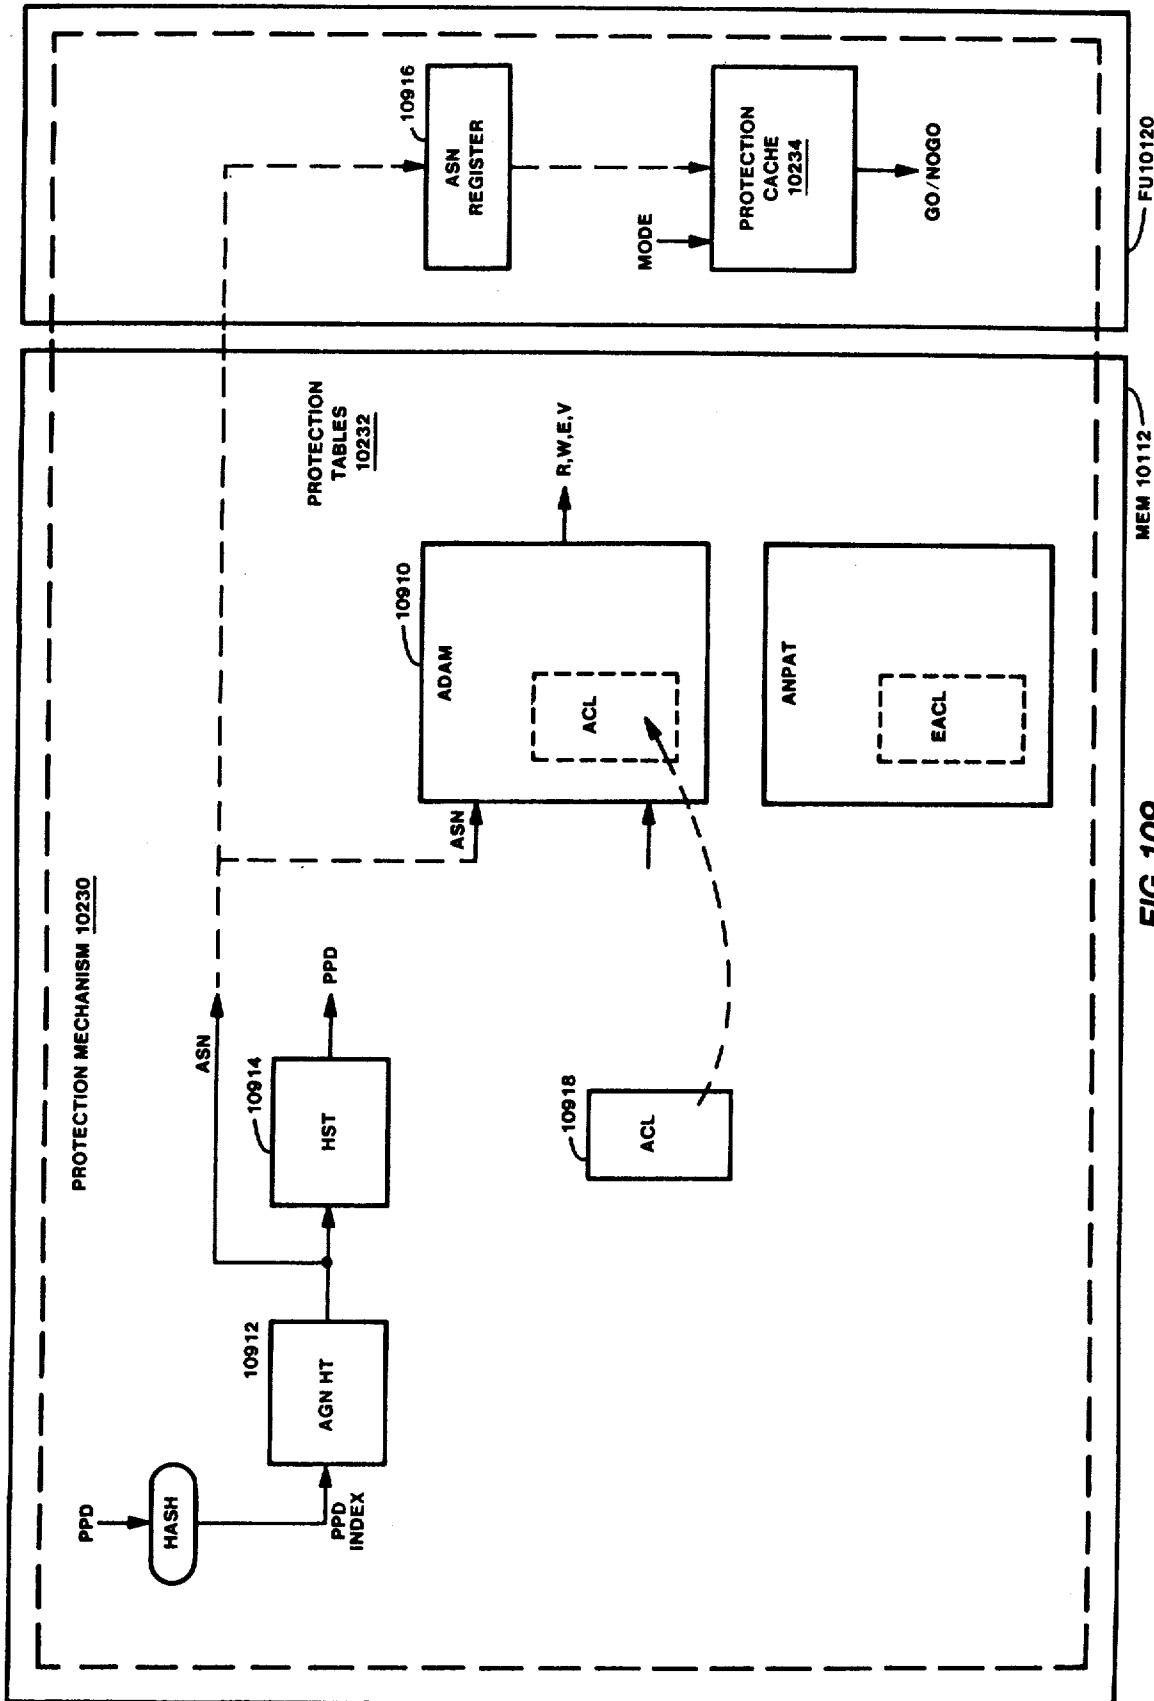 PROTECTION MECHANISM 10230
PPD
HASH
PPD
INDEX
10912
AGN HT
ASN
10914
HST
PPD
10918
ACL
ASN
10910
ADAM
ACL
R,W,E,V
PROTECTION
TABLES
10232
ANPAT
EACL
MEM 10112
10916
ASN
REGISTER
MODE
PROTECTION
CACHE
10234
GO/NOGO
FU10120
FIG 109